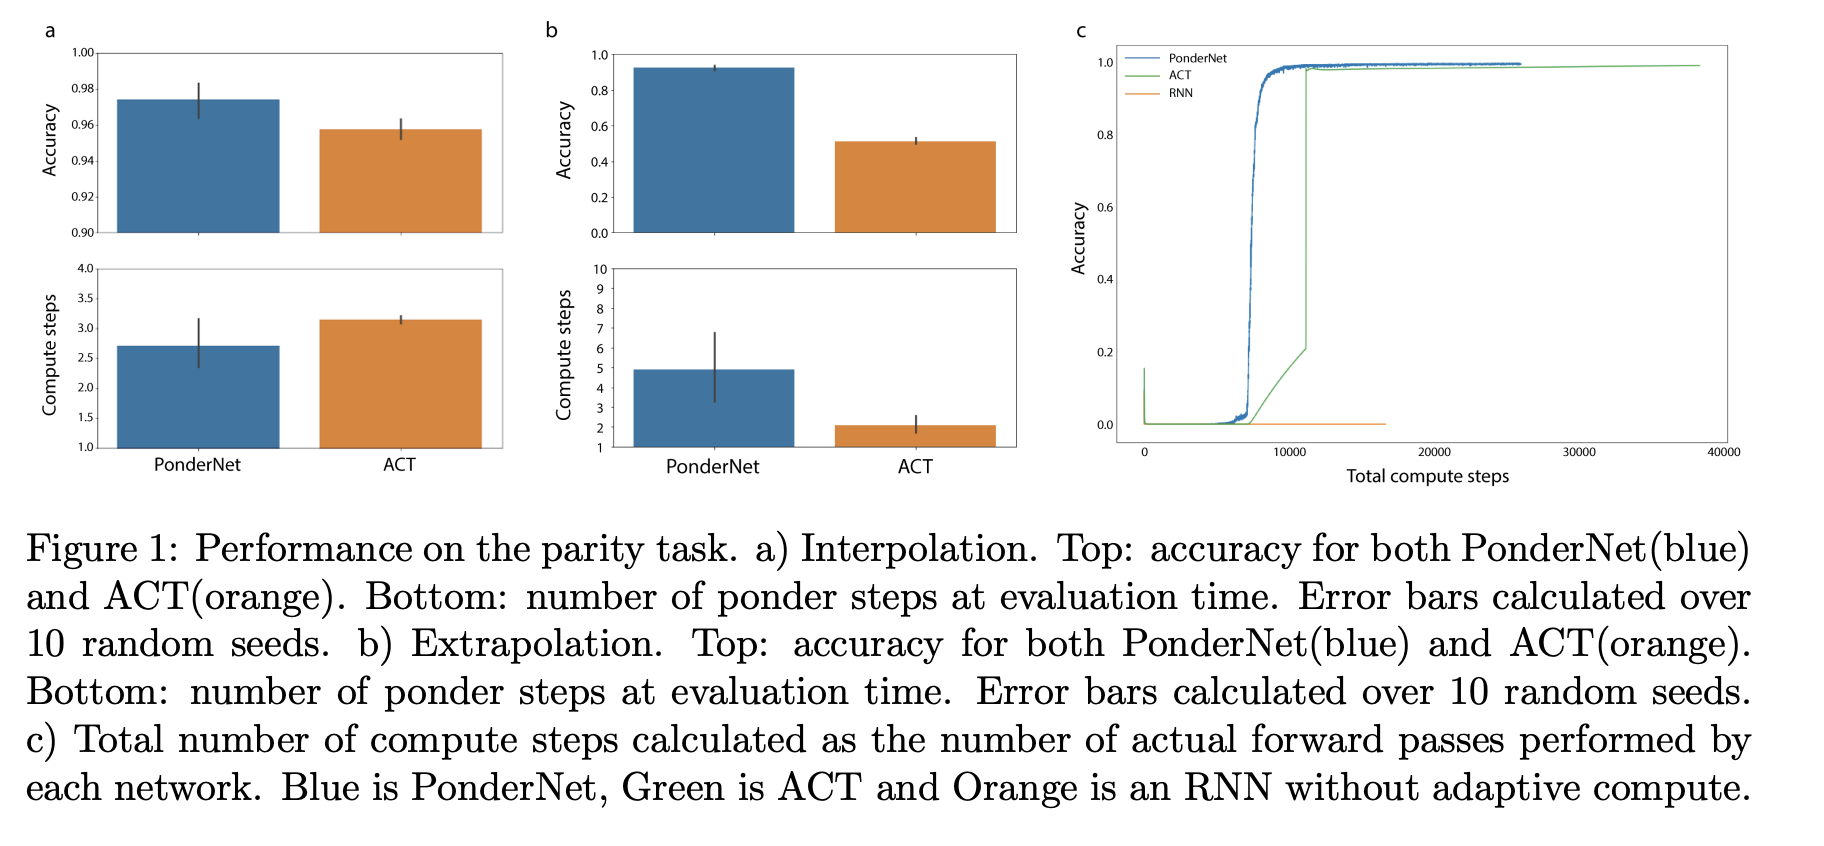 a
1.00
0.98
0.96
0.94
0.92
0.90
Accuracy
4.0
3.5
3.0
2.5
2.0
1.5
1.0
Compute steps
PonderNet
ACT
b
1.0
0.8
0.6
0.4
0.2
0.0
Accuracy
10
9
8
7
6
5
4
3
2
1
Compute steps
PonderNet
ACT
c
PonderNet
ACT
RNN
1.0
0.8
0.6
0.4
0.2
0.0
Accuracy
0
10000
20000
30000
40000
Total compute steps
Figure 1: Performance on the parity task. a) Interpolation. Top: accuracy for both PonderNet(blue)
and ACT(orange). Bottom: number of ponder steps at evaluation time. Error bars calculated over
10 random seeds. b) Extrapolation. Top: accuracy for both PonderNet(blue) and ACT(orange).
Bottom: number of ponder steps at evaluation time. Error bars calculated over 10 random seeds.
c) Total number of compute steps calculated as the number of actual forward passes performed by
each network. Blue is PonderNet, Green is ACT and Orange is an RNN without adaptive compute.